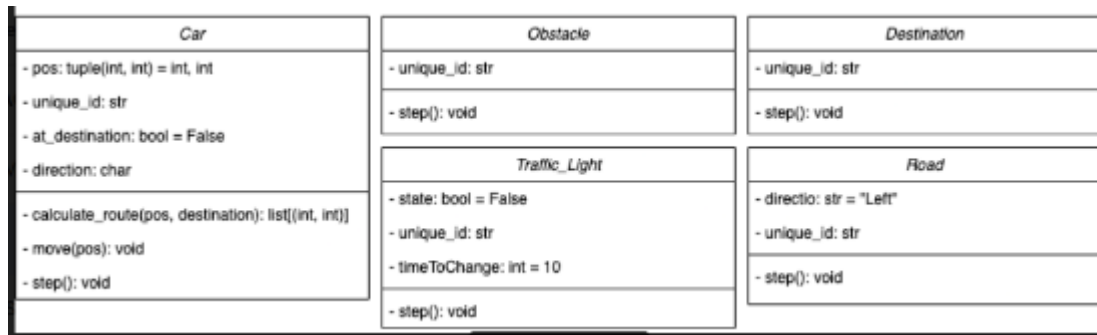 Car
- pos: tuple(int, int) = int, int
- unique_id: str
- at_destination: bool = False
- direction: char
- calculate_route(pos, destination): list[(int, int)]
- move(pos): void
- step(): void
Obstacle
- unique_id: str
- step(): void
Destination
- unique_id: str
- step(): void
Traffic_Light
- state: bool = False
- unique_id: str
- timeToChange: int = 10
- step(): void
Road
- directio: str = "Left"
- unique_id: str
- step(): void